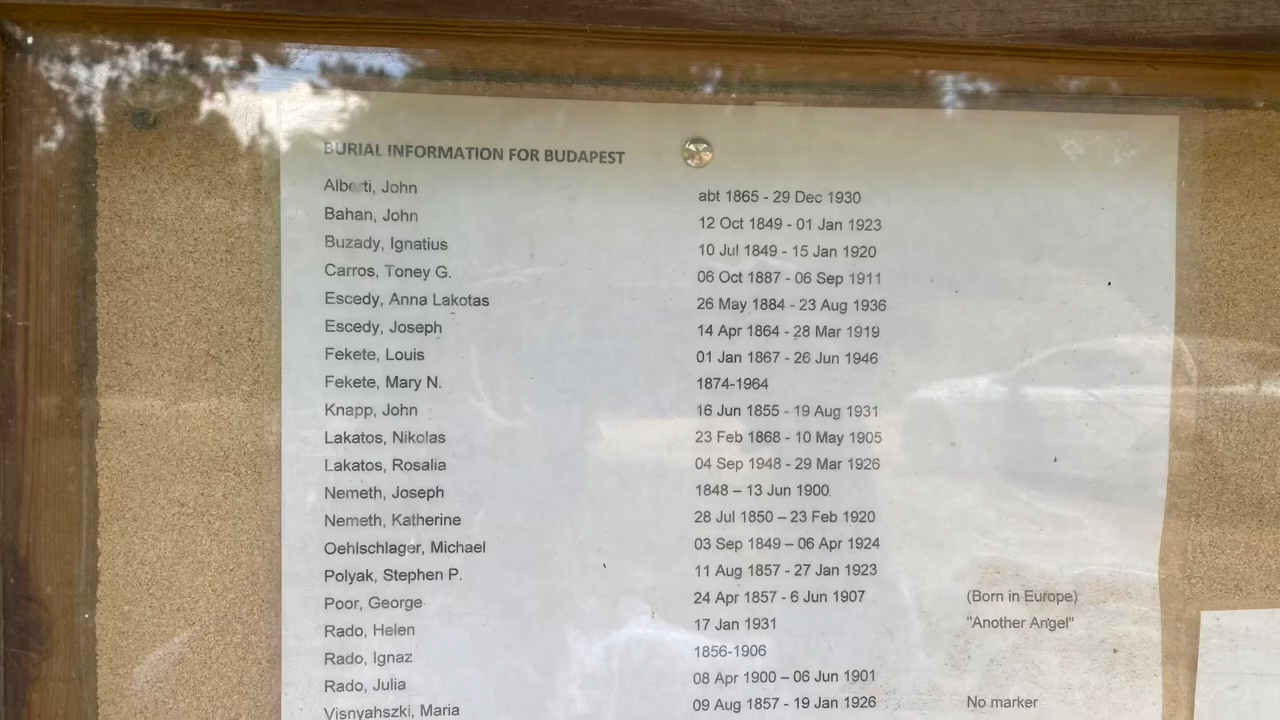 BURIAL INFORMATION FOR BUDAPEST
Alberti, John abt 1865 - 29 Dec 1930
Bahan, John 12 Oct 1849 - 01 Jan 1923
Buzady, Ignatius 10 Jul 1849 - 15 Jan 1920
Carros, Toney G. 06 Oct 1887 - 06 Sep 1911
Escedy, Anna Lakotas 26 May 1884 - 23 Aug 1936
Escedy, Joseph 14 Apr 1864 - 28 Mar 1919
Fekete, Louis 01 Jan 1867 - 26 Jun 1946
Fekete, Mary N. 1874-1964
Knapp, John 16 Jun 1855 - 19 Aug 1931
Lakatos, Nikolas 23 Feb 1868 - 10 May 1905
Lakatos, Rosalia 04 Sep 1948 - 29 Mar 1926
Nemeth, Joseph 1848 – 13 Jun 1900
Nemeth, Katherine 28 Jul 1850 – 23 Feb 1920
Oehlschlager, Michael 03 Sep 1849 – 06 Apr 1924
Polyak, Stephen P. 11 Aug 1857 - 27 Jan 1923
Poor, George 24 Apr 1857 - 6 Jun 1907 (Born in Europe)
Rado, Helen 17 Jan 1931 "Another Angel"
Rado, Ignaz 1856-1906
Rado, Julia 08 Apr 1900 – 06 Jun 1901
Visnyahszki, Maria 09 Aug 1857 - 19 Jan 1926 No marker